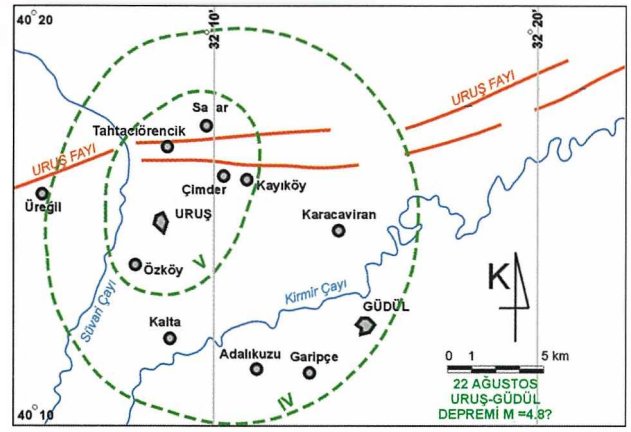 40° 20
32° 10'
32° 20
URUŞ FAYI
Sa ar
Tahtacıörencik
URUŞ FAYI
Çimder
Kayıköy
Üreğil
URUŞ
Karacaviran
Özköy
V
Süvari Çayı
Kirmir Çayı
K
Kalta
GÜDÜL
Adalıkuzu
Garipçe
IV
0 1 5 km
22 AĞUSTOS
URUŞ-GÜDÜL
DEPREMİ M =4.8?
40° 10